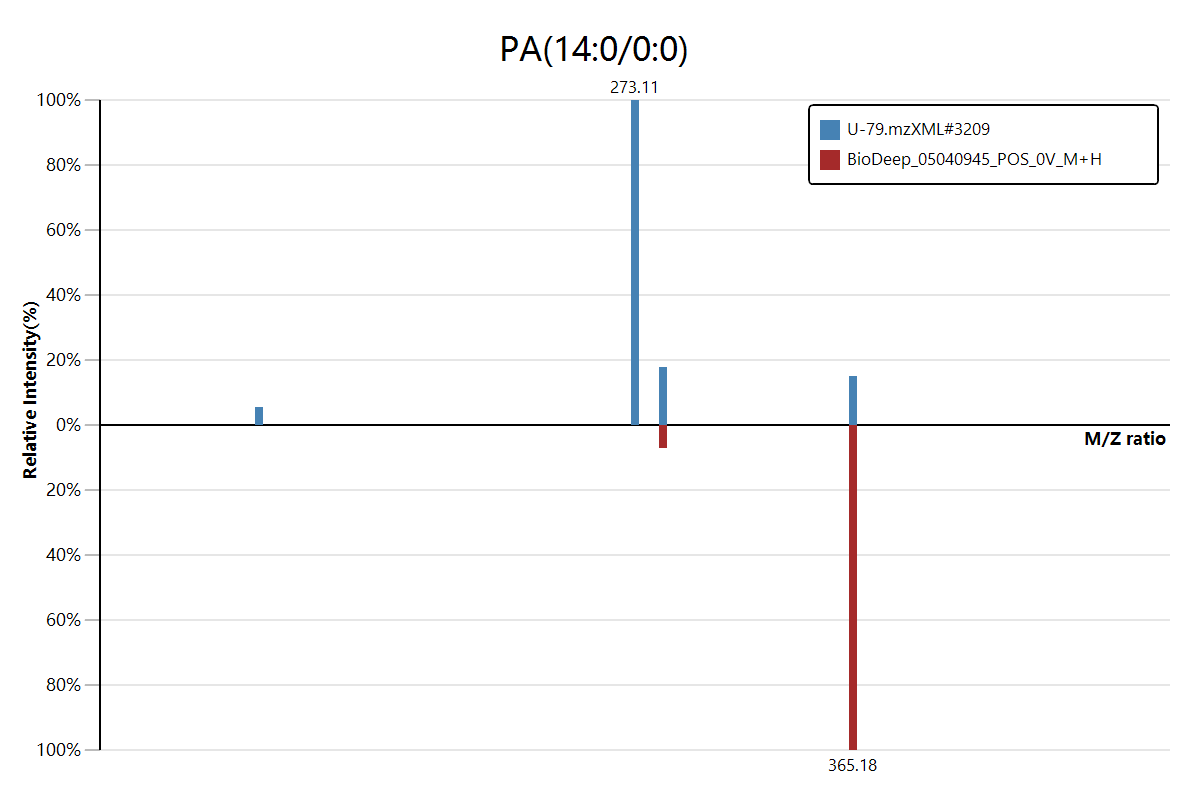 PA(14:0/0:0)
273.11
U-79.mzXML#3209
BioDeep_05040945_POS_0V_M+H
100%
80%
60%
40%
20%
0%
20%
40%
60%
80%
100%
Relative Intensity(%)
M/Z ratio
365.18